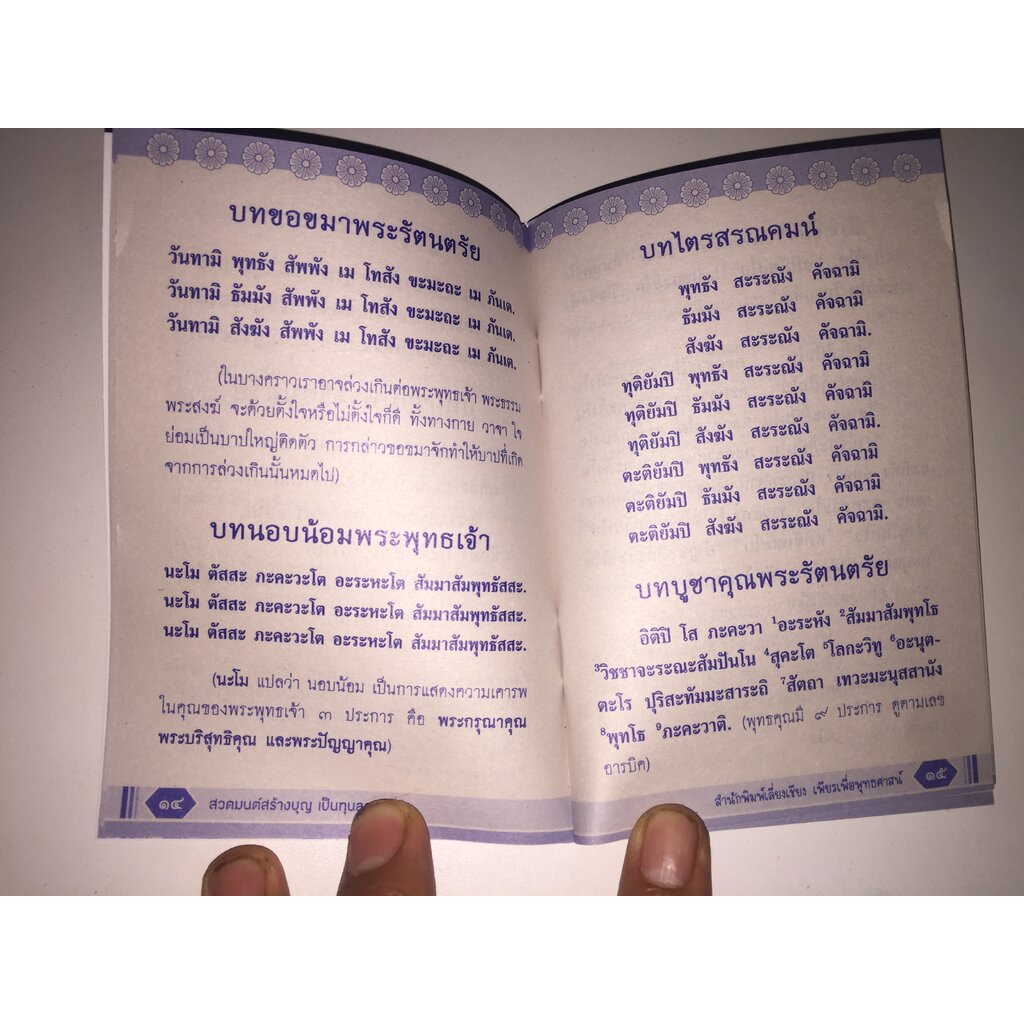 บทขอขมาพระรัตนตรัย
วันทามิ พุทธัง สัพพัง เม โทสัง ขะมะถะ เม ภันเต.
วันทามิ ธัมมัง สัพพัง เม โทสัง ขะมะถะ เม ภันเต.
วันทามิ สังฆัง สัพพัง เม โทสัง ขะมะถะ เม ภันเต.
(ในบางคราวเราอาจล่วงเกินต่อพระพุทธเจ้า พระธรรม
พระสงฆ์ จะด้วยตั้งใจหรือไม่ตั้งใจก็ดี ทั้งทางกาย วาจา ใจ
ย่อมเป็นบาปใหญ่ติดตัว การกล่าวขอขมาจักทำให้บาปที่เกิด
จากการล่วงเกินนั้นหมดไป)
บทนอบน้อมพระพุทธเจ้า
นะโม ตัสสะ ภะคะวะโต อะระหะโต สัมมาสัมพุทธัสสะ.
นะโม ตัสสะ ภะคะวะโต อะระหะโต สัมมาสัมพุทธัสสะ.
นะโม ตัสสะ ภะคะวะโต อะระหะโต สัมมาสัมพุทธัสสะ.
(นะโม แปลว่า นอบน้อม เป็นการแสดงความเคารพ
ในคุณของพระพุทธเจ้า ๓ ประการ คือ พระกรุณาคุณ
พระบริสุทธิคุณ และพระปัญญาคุณ)
๑๔ สวดมนต์สร้างบุญ เป็นทุน
บทไตรสรณคมน์
พุทธัง สะระณัง คัจฉามิ
ธัมมัง สะระณัง คัจฉามิ
สังฆัง สะระณัง คัจฉามิ.
ทุติยัมปิ พุทธัง สะระณัง คัจฉามิ
ทุติยัมปิ ธัมมัง สะระณัง คัจฉามิ
ทุติยัมปิ สังฆัง สะระณัง คัจฉามิ.
ตะติยัมปิ พุทธัง สะระณัง คัจฉามิ
ตะติยัมปิ ธัมมัง สะระณัง คัจฉามิ
ตะติยัมปิ สังฆัง สะระณัง คัจฉามิ.
บทบูชาคุณพระรัตนตรัย
อิติปิ โส ภะคะวา ¹อะระหัง ²สัมมาสัมพุทโธ
³วิชชาจะระณะสัมปันโน ⁴สุคะโต ⁵โลกะวิทู ⁶อะนุต-
ตะโร ปุริสะทัมมะสาระถิ ⁷สัตถา เทวะมะนุสสานัง
⁸พุทโธ ⁹ภะคะวาติ. (พุทธคุณมี ๙ ประการ ดูตามเลข
อารบิค)
สำนักพิมพ์เลี่ยงเชียง เพียรเพื่อพุทธศาสน์ ๑๕